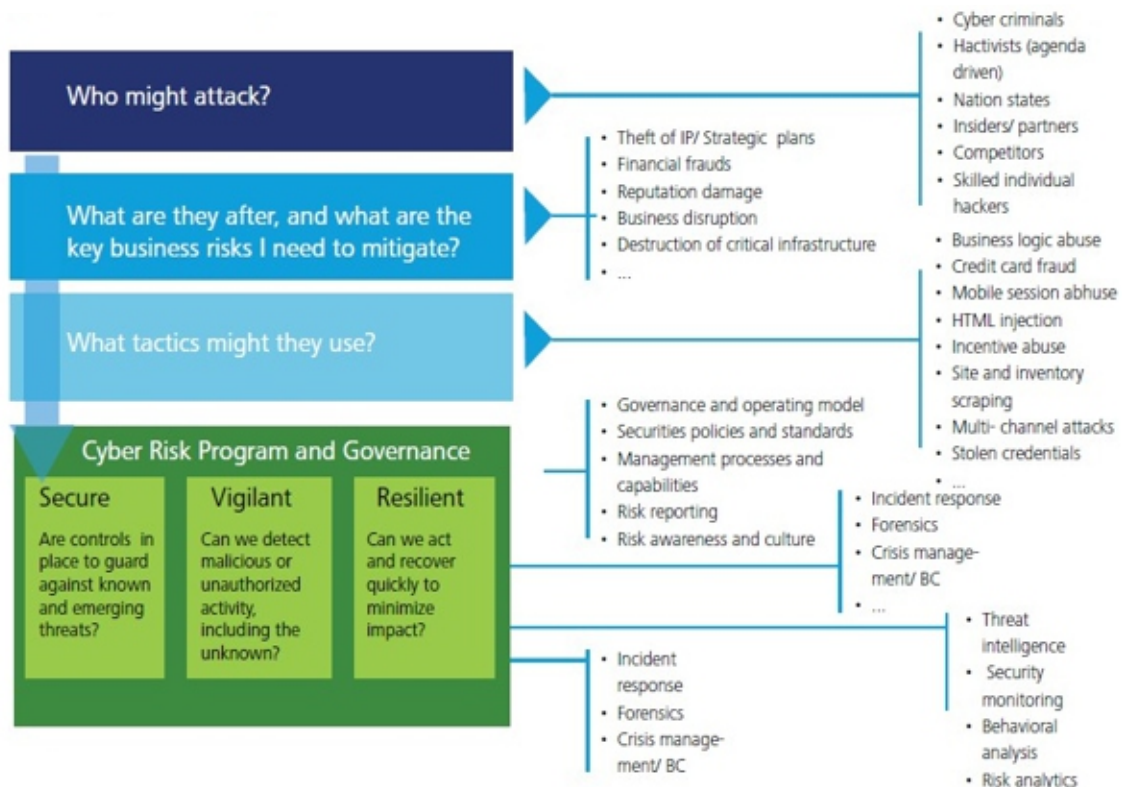 Who might attack?
• Cyber criminals
• Hactivists (agenda
driven)
• Nation states
• Insiders/ partners
• Competitors
• Skilled individual
hackers
What are they after, and what are the
key business risks I need to mitigate?
• Theft of IP/ Strategic plans
• Financial frauds
• Reputation damage
• Business disruption
• Destruction of critical infrastructure
• ...
What tactics might they use?
• Business logic abuse
• Credit card fraud
• Mobile session abhuse
• HTML injection
• Incentive abuse
• Site and inventory
scraping
• Multi- channel attacks
• Stolen credentials
• ...
Cyber Risk Program and Governance
• Governance and operating model
• Securities policies and standards
• Management processes and
capabilities
• Risk reporting
• Risk awareness and culture
Secure
Are controls in
place to guard
against known
and emerging
threats?
Vigilant
Can we detect
malicious or
unauthorized
activity,
including the
unknown?
Resilient
Can we act
and recover
quickly to
minimize
impact?
• Incident response
• Forensics
• Crisis manage-
ment/ BC
• ...
• Threat
intelligence
• Security
monitoring
• Behavioral
analysis
• Risk analytics
• Incident
response
• Forensics
• Crisis manage-
ment/ BC